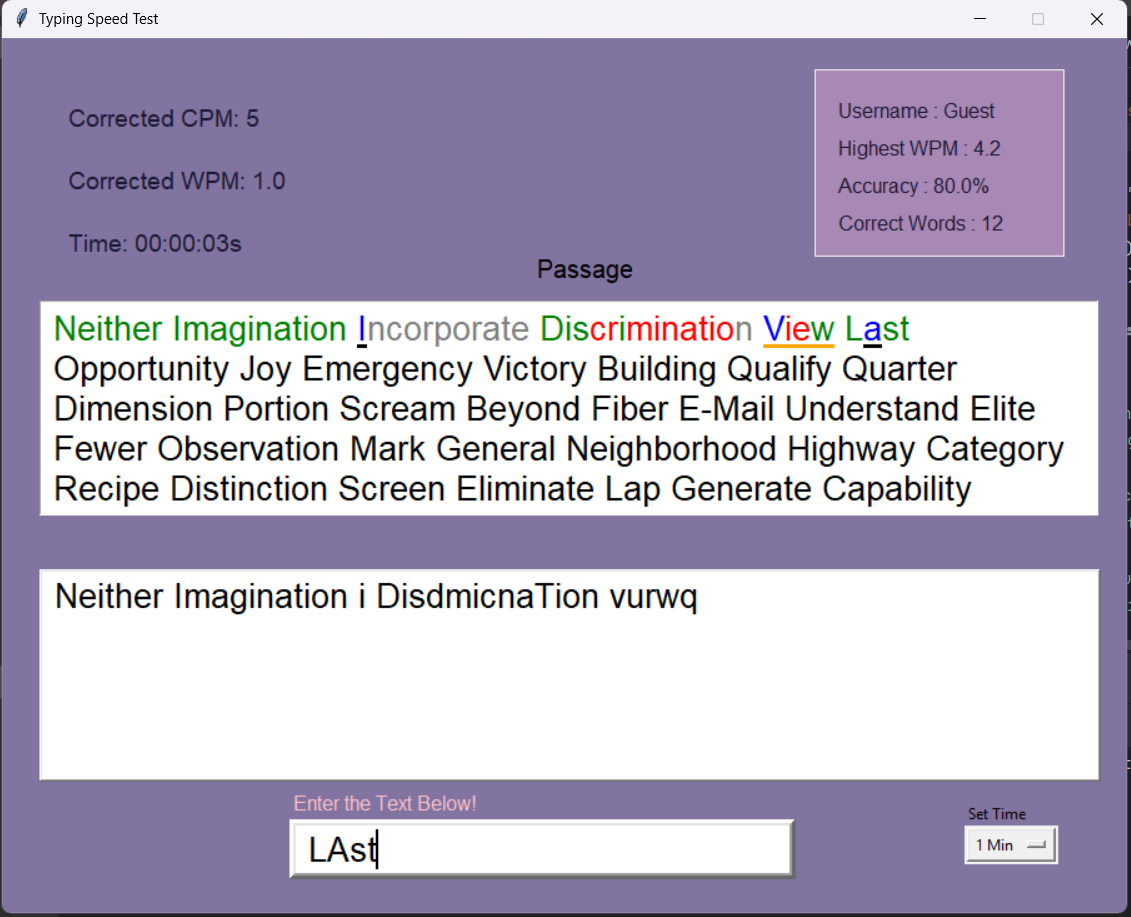 Typing Speed Test
Corrected CPM: 5
Corrected WPM: 1.0
Time: 00:00:03s
Username : Guest
Highest WPM : 4.2
Accuracy : 80.0%
Correct Words : 12
Passage
Neither Imagination Incorporate Discrimination View Last
Opportunity Joy Emergency Victory Building Qualify Quarter
Dimension Portion Scream Beyond Fiber E-Mail Understand Elite
Fewer Observation Mark General Neighborhood Highway Category
Recipe Distinction Screen Eliminate Lap Generate Capability
Neither Imagination i DisdmicnaTion vurwq
Enter the Text Below!
LAst
Set Time
1 Min